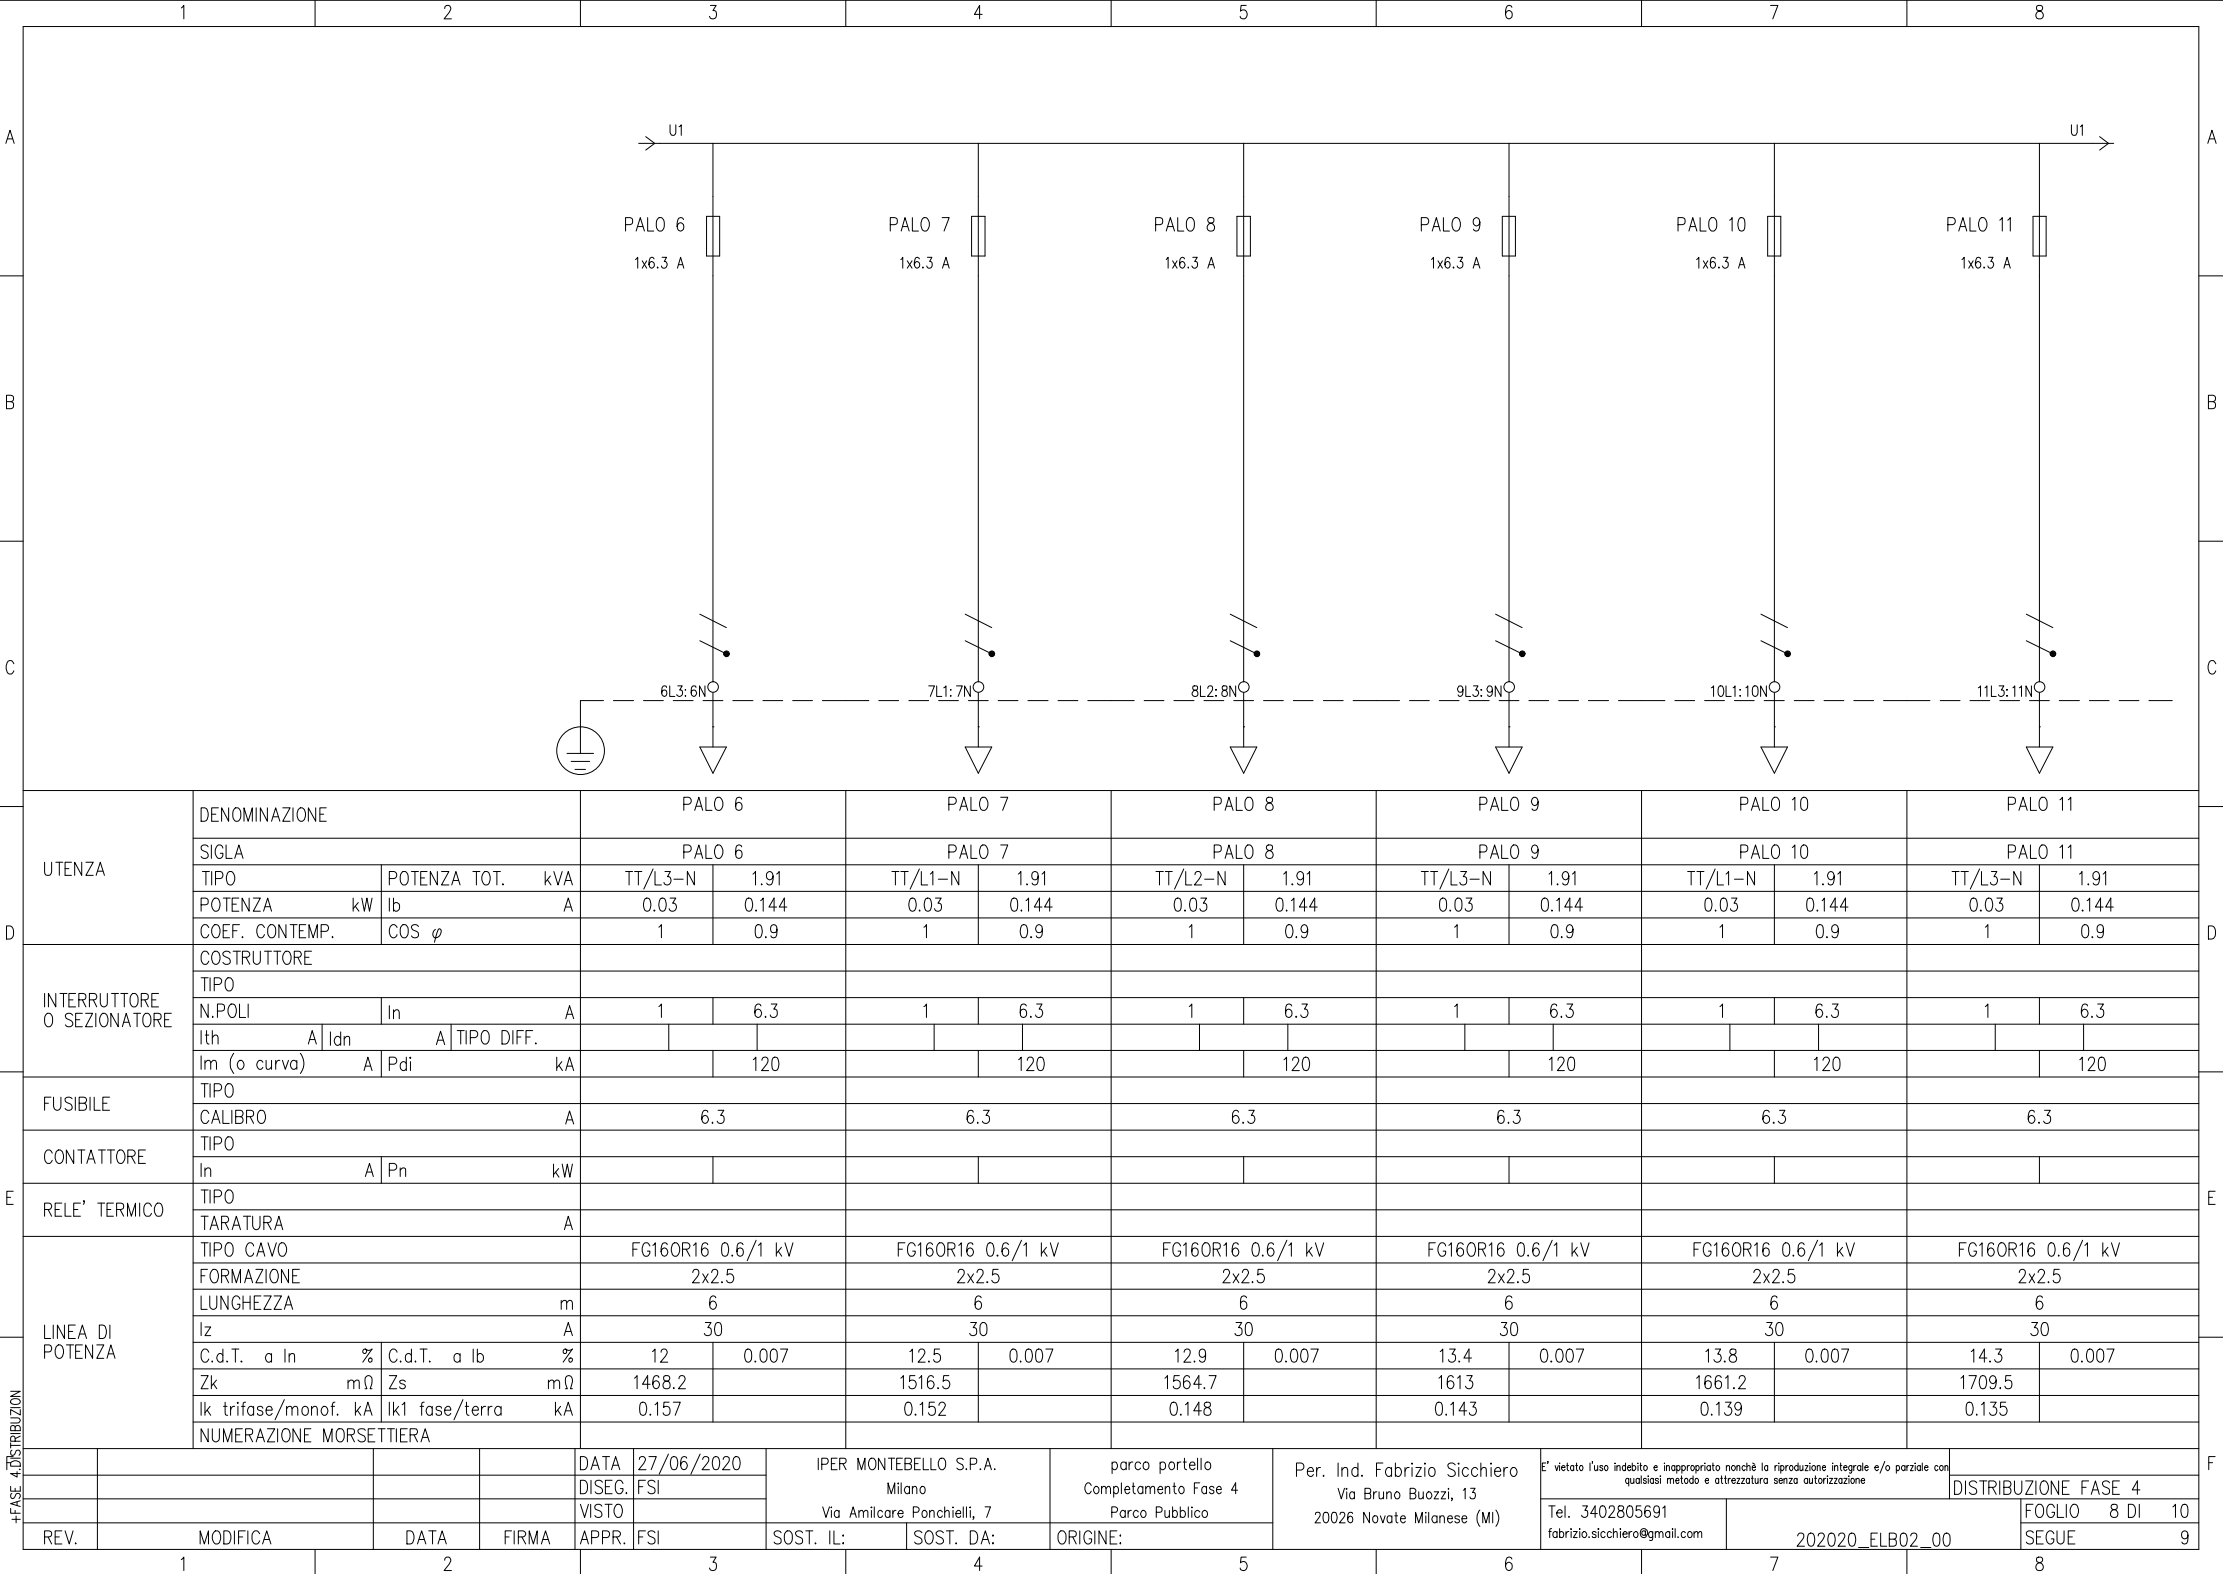 1 2 3 4 5 6 7 8
A A
U1 U1
PALO 6 PALO 7 PALO 8 PALO 9 PALO 10 PALO 11
1x6.3 A 1x6.3 A 1x6.3 A 1x6.3 A 1x6.3 A 1x6.3 A
B B
C C
6L3:6N 7L1:7N 8L2:8N 9L3:9N 10L1:10N 11L3:11N
UTENZA
DENOMINAZIONE PALO 6 PALO 7 PALO 8 PALO 9 PALO 10 PALO 11
SIGLA PALO 6 PALO 7 PALO 8 PALO 9 PALO 10 PALO 11
TIPO POTENZA TOT. kVA TT/L3-N 1.91 TT/L1-N 1.91 TT/L2-N 1.91 TT/L3-N 1.91 TT/L1-N 1.91 TT/L3-N 1.91
POTENZA kW Ib A 0.03 0.144 0.03 0.144 0.03 0.144 0.03 0.144 0.03 0.144 0.03 0.144
D D
COEF. CONTEMP. COS φ 1 0.9 1 0.9 1 0.9 1 0.9 1 0.9 1 0.9
INTERRUTTORE
O SEZIONATORE
COSTRUTTORE
TIPO
N.POLI In A 1 6.3 1 6.3 1 6.3 1 6.3 1 6.3 1 6.3
Ith A Idn A TIPO DIFF.
Im (o curva) A Pdi kA 120 120 120 120 120 120
FUSIBILE
TIPO
CALIBRO A 6.3 6.3 6.3 6.3 6.3 6.3
CONTATTORE
TIPO
In A Pn kW
E E
RELE' TERMICO
TIPO
TARATURA A
LINEA DI
POTENZA
TIPO CAVO FG16OR16 0.6/1 kV FG16OR16 0.6/1 kV FG16OR16 0.6/1 kV FG16OR16 0.6/1 kV FG16OR16 0.6/1 kV FG16OR16 0.6/1 kV
FORMAZIONE 2x2.5 2x2.5 2x2.5 2x2.5 2x2.5 2x2.5
LUNGHEZZA m 6 6 6 6 6 6
Iz A 30 30 30 30 30 30
C.d.T. a In % C.d.T. a Ib % 12 0.007 12.5 0.007 12.9 0.007 13.4 0.007 13.8 0.007 14.3 0.007
Zk mΩ Zs mΩ 1468.2 1516.5 1564.7 1613 1661.2 1709.5
Ik trifase/monof. kA Ik1 fase/terra kA 0.157 0.152 0.148 0.143 0.139 0.135
NUMERAZIONE MORSETTIERA
+FASE 4.DISTRIBUZION
F F
REV. MODIFICA DATA FIRMA
DATA 27/06/2020
DISEG. FSI
VISTO
APPR. FSI
IPER MONTEBELLO S.P.A.
Milano
Via Amilcare Ponchielli, 7
SOST. IL: SOST. DA:
parco portello
Completamento Fase 4
Parco Pubblico
ORIGINE:
Per. Ind. Fabrizio Sicchiero
Via Bruno Buozzi, 13
20026 Novate Milanese (MI)
E' vietato l'uso indebito e inappropriato nonchè la riproduzione integrale e/o parziale con
qualsiasi metodo e attrezzatura senza autorizzazione
Tel. 3402805691
fabrizio.sicchiero@gmail.com
202020_ELB02_00
DISTRIBUZIONE FASE 4
FOGLIO 8 DI 10
SEGUE 9
1 2 3 4 5 6 7 8